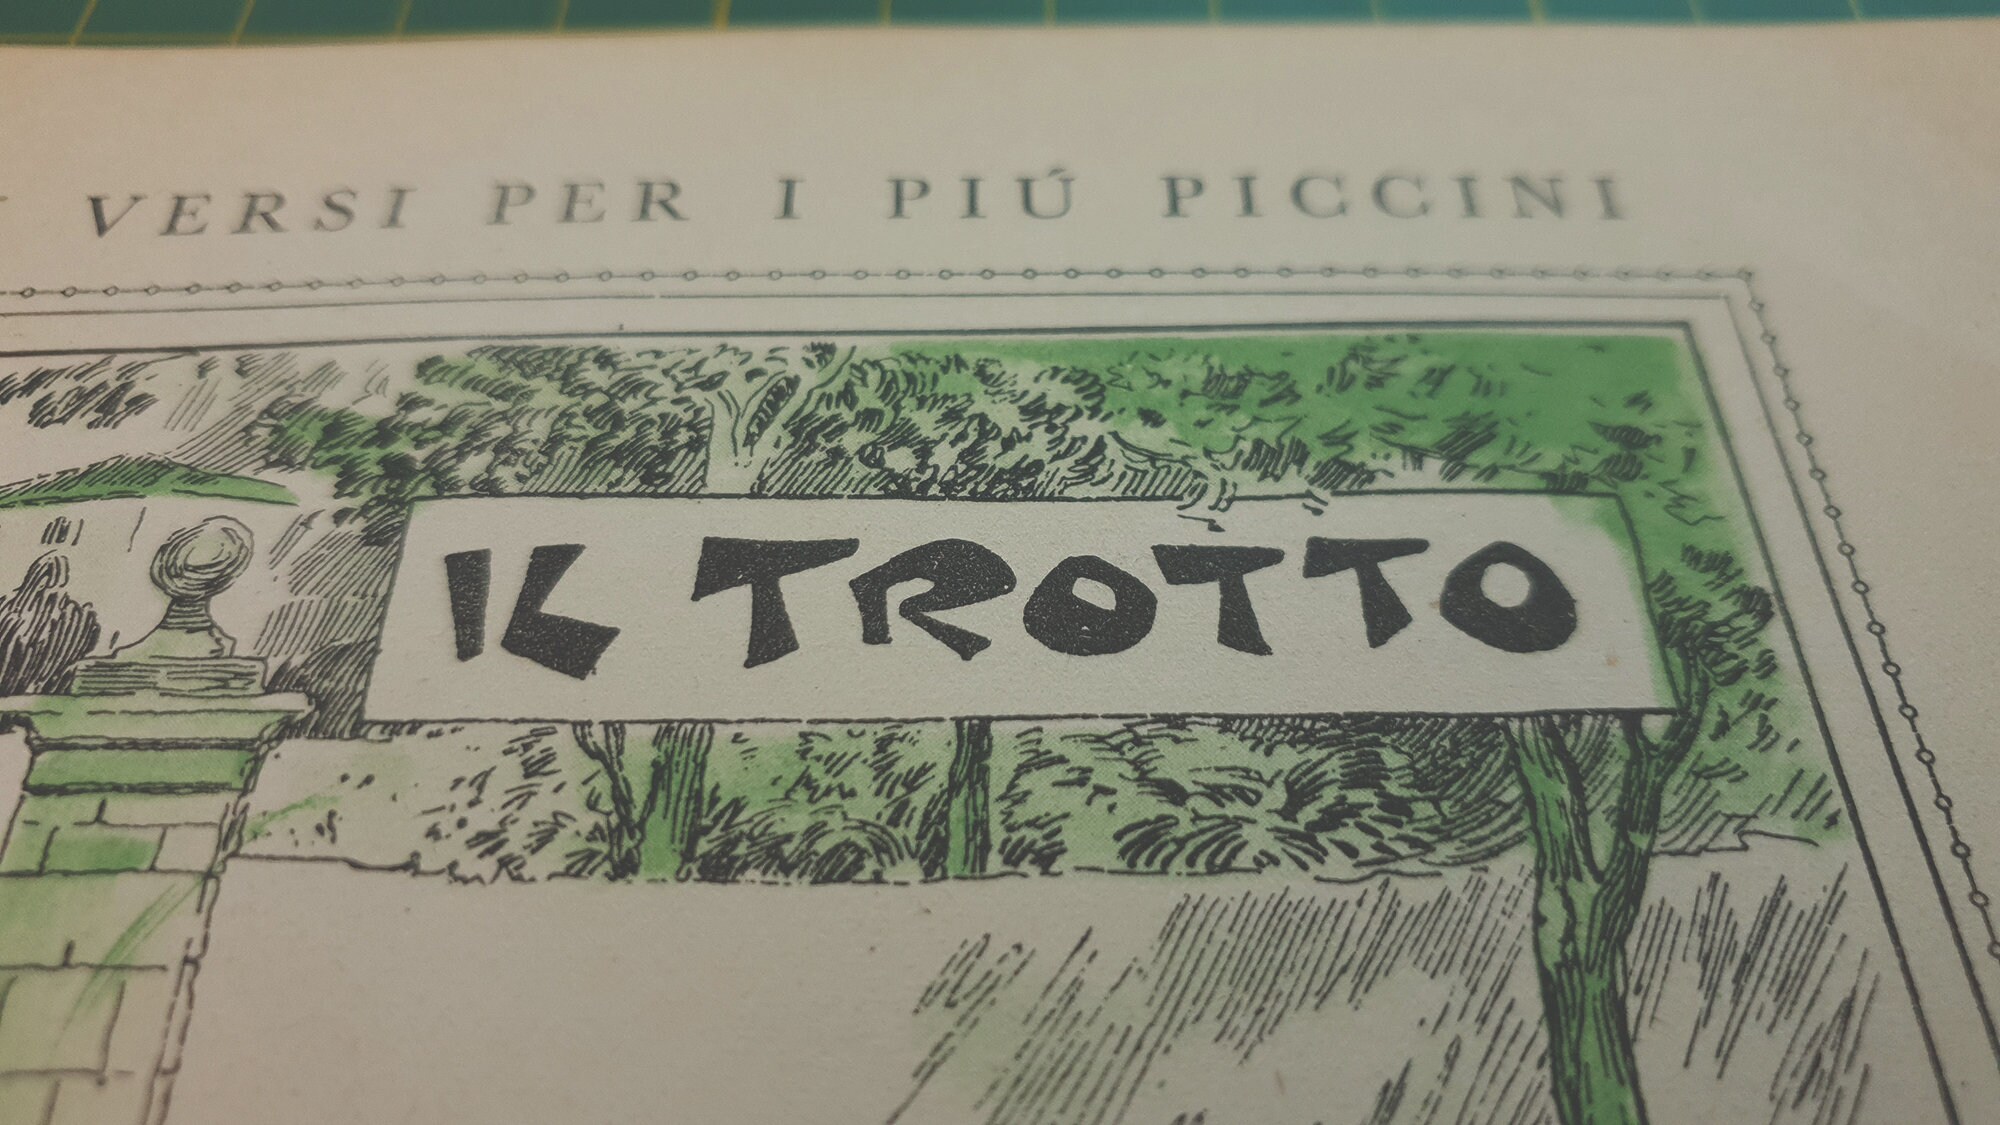 VERSI PER I PIÚ PICCINI
IL TROTTO